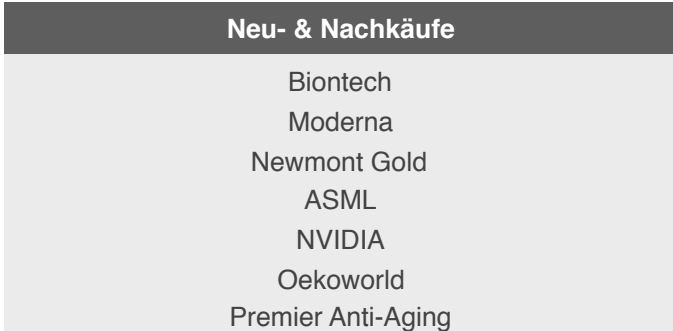 Neu- & Nachkäufe
Biontech
Moderna
Newmont Gold
ASML
NVIDIA
Oekoworld
Premier Anti-Aging